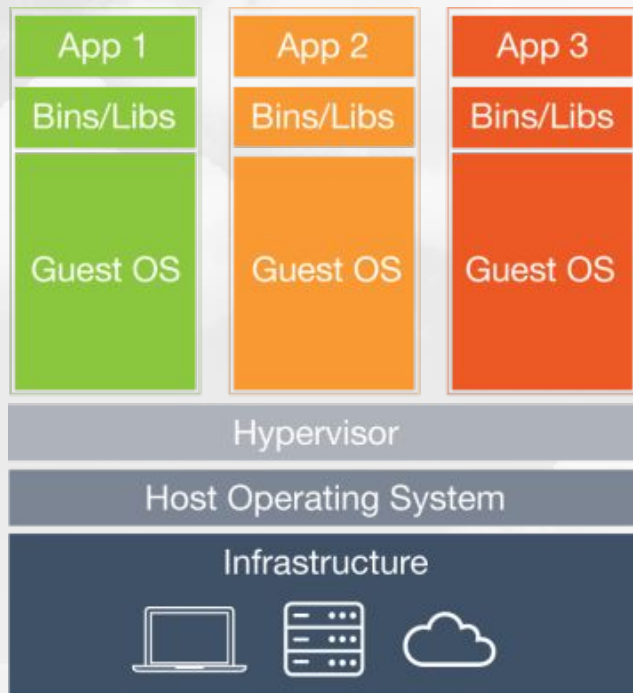 App 1
App 2
App 3
Bins/Libs
Bins/Libs
Bins/Libs
Guest OS
Guest OS
Guest OS
Hypervisor
Host Operating System
Infrastructure